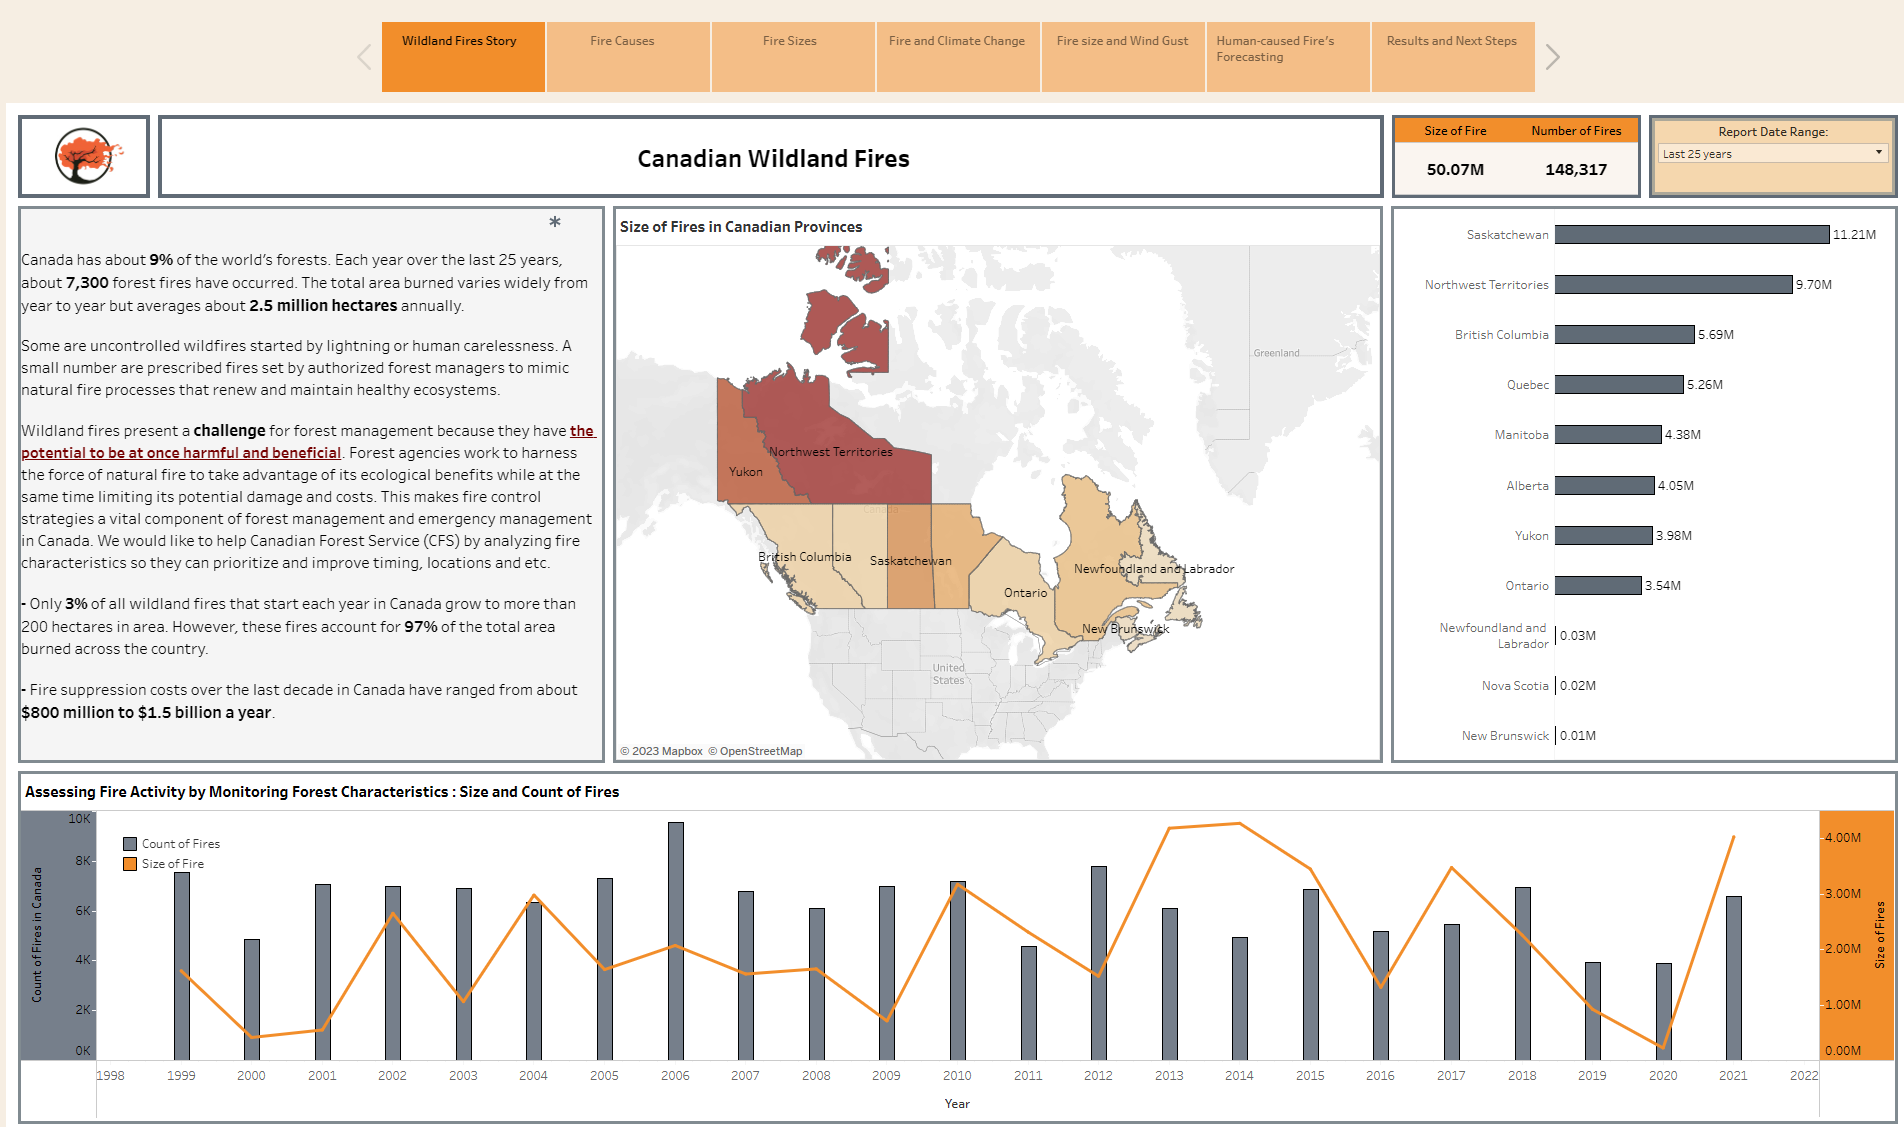 Wildland Fires Story
Fire Causes
Fire Sizes
Fire and Climate Change
Fire size and Wind Gust
Human-caused Fire's
Forecasting
Results and Next Steps
Canadian Wildland Fires
Size of Fire
Number of Fires
50.07M
148,317
Report Date Range:
Last 25 years
*
Canada has about 9% of the world's forests. Each year over the last 25 years,
about 7,300 forest fires have occurred. The total area burned varies widely from
year to year but averages about 2.5 million hectares annually.
Some are uncontrolled wildfires started by lightning or human carelessness. A
small number are prescribed fires set by authorized forest managers to mimic
natural fire processes that renew and maintain healthy ecosystems.
Wildland fires present a challenge for forest management because they have the
potential to be at once harmful and beneficial. Forest agencies work to harness
the force of natural fire to take advantage of its ecological benefits while at the
same time limiting its potential damage and costs. This makes fire control
strategies a vital component of forest management and emergency management
in Canada. We would like to help Canadian Forest Service (CFS) by analyzing fire
characteristics so they can prioritize and improve timing, locations and etc.
- Only 3% of all wildland fires that start each year in Canada grow to more than
200 hectares in area. However, these fires account for 97% of the total area
burned across the country.
- Fire suppression costs over the last decade in Canada have ranged from about
$800 million to $1.5 billion a year.
Size of Fires in Canadian Provinces
Greenland
Northwest Territories
Yukon
Canada
British Columbia
Saskatchewan
Newfoundland and Labrador
Ontario
New Brunswick
United
States
© 2023 Mapbox © OpenStreetMap
Saskatchewan 11.21M
Northwest Territories 9.70M
British Columbia 5.69M
Quebec 5.26M
Manitoba 4.38M
Alberta 4.05M
Yukon 3.98M
Ontario 3.54M
Newfoundland and
Labrador 0.03M
Nova Scotia 0.02M
New Brunswick 0.01M
Assessing Fire Activity by Monitoring Forest Characteristics : Size and Count of Fires
Count of Fires in Canada
10K
8K
6K
4K
2K
0K
Count of Fires
Size of Fire
4.00M
3.00M
2.00M
1.00M
0.00M
Size of Fires
1998 1999 2000 2001 2002 2003 2004 2005 2006 2007 2008 2009 2010 2011 2012 2013 2014 2015 2016 2017 2018 2019 2020 2021 2022
Year